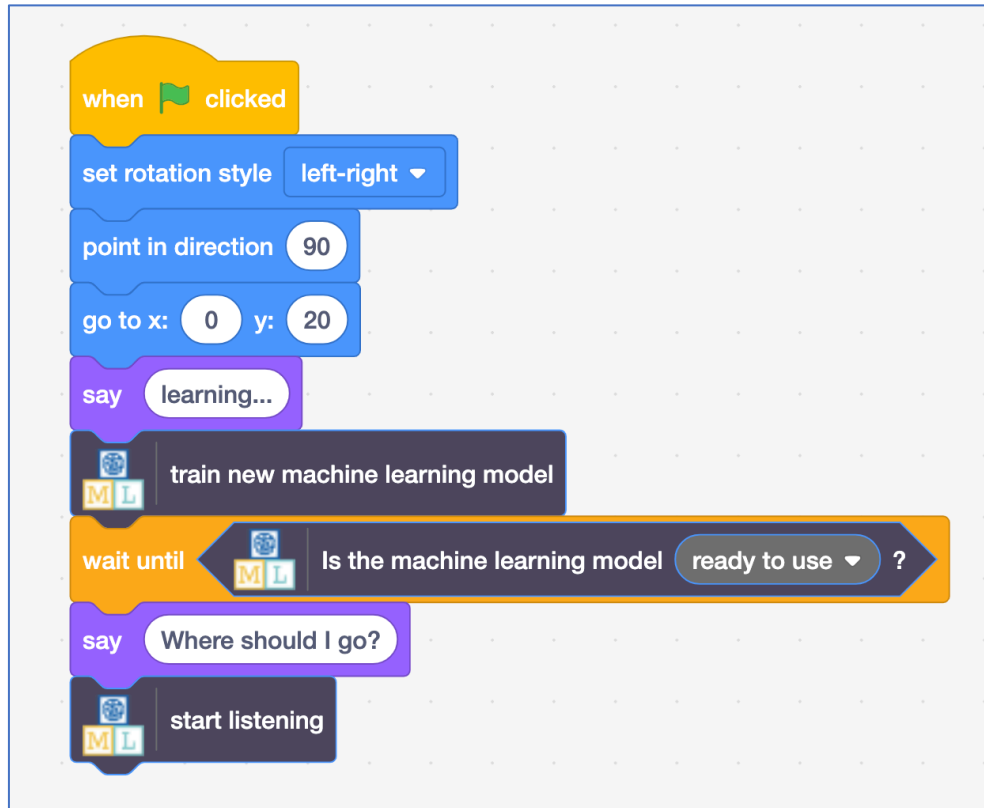 when clicked
set rotation style left-right
point in direction 90
go to x: 0 y: 20
say learning...
ML train new machine learning model
wait until ML Is the machine learning model ready to use ?
say Where should I go?
ML start listening